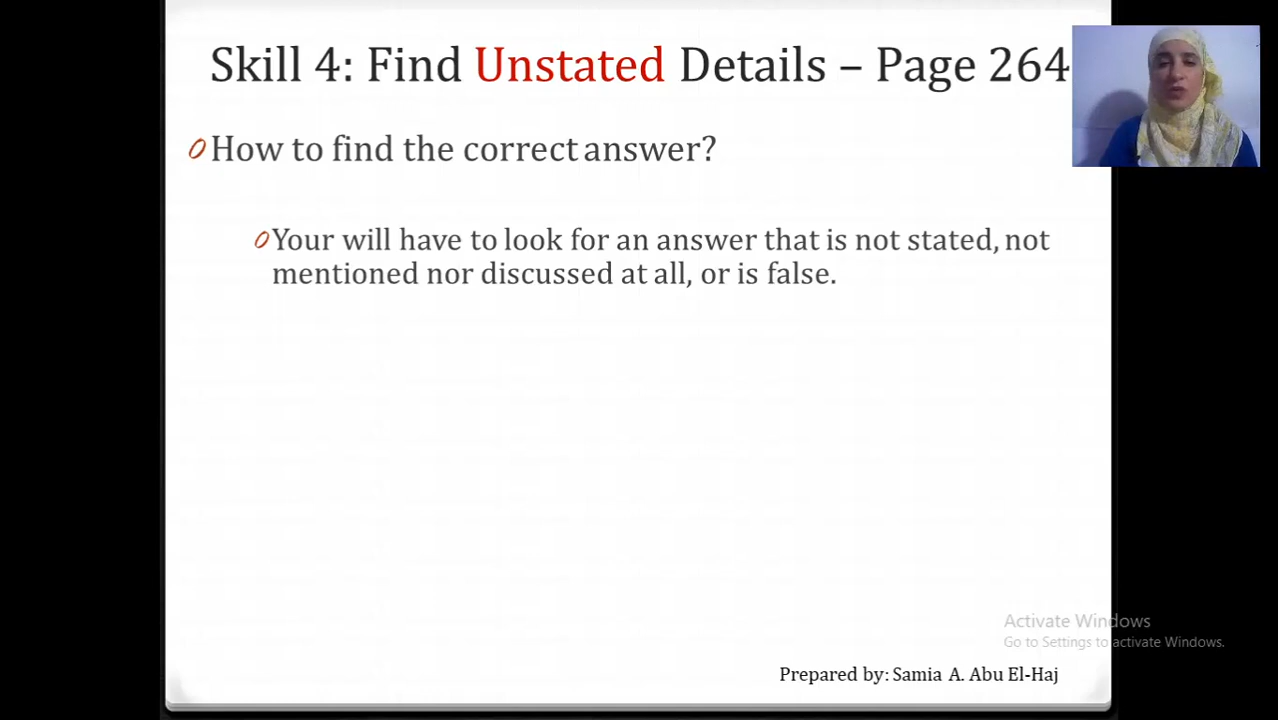 Skill 4: Find Unstated Details – Page 264
How to find the correct answer?
Your will have to look for an answer that is not stated, not
mentioned nor discussed at all, or is false.
Activate Windows
Go to Settings to activate Windows.
Prepared by: Samia A. Abu El-Haj